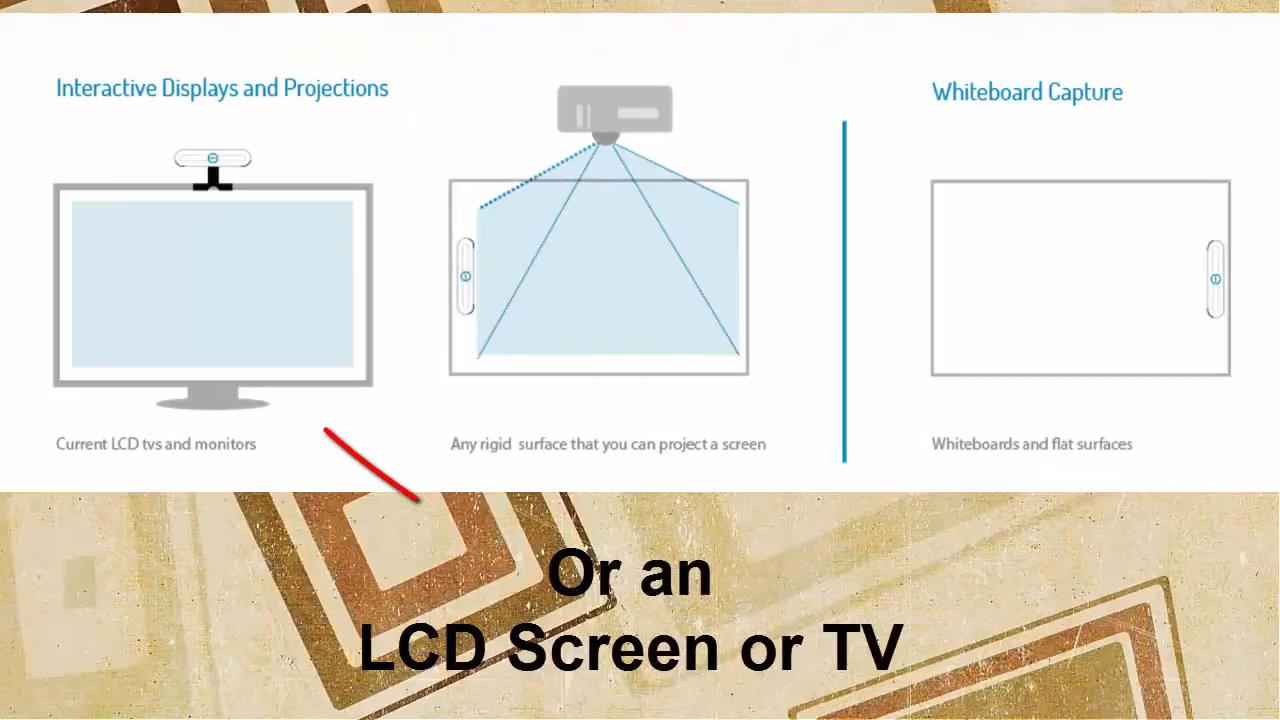 Interactive Displays and Projections
Whiteboard Capture
Current LCD tvs and monitors
Any rigid surface that you can project a screen
Whiteboards and flat surfaces
Or an
LCD Screen or TV